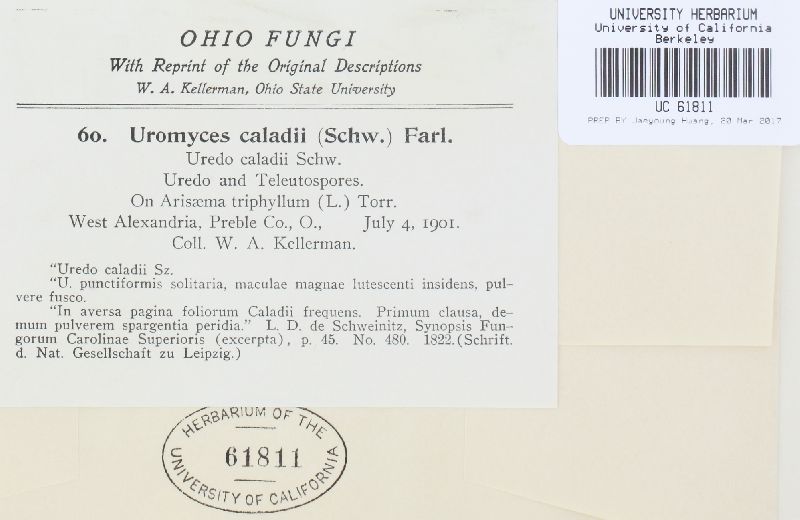 OHIO FUNGI
With Reprint of the Original Descriptions
W. A. Kellerman, Ohio State University
60. Uromyces caladii (Schw.) Farl.
Uredo caladii Schw.
Uredo and Teleutospores.
On Arisæma triphyllum (L.) Torr.
West Alexandria, Preble Co., O., July 4, 1901.
Coll. W. A. Kellerman.
"Uredo caladii Sz.
"U. punctiformis solitaria, maculae magnae lutescenti insidens, pul-
vere fusco.
"In aversa pagina foliorum Caladii frequens. Primum clausa, de-
mum pulverem spargentia peridia." L. D. de Schweinitz, Synopsis Fun-
gorum Carolinae Superioris (excerpta), p. 45. No. 480. 1822.(Schrift.
d. Nat. Gesellschaft zu Leipzig.)
UNIVERSITY HERBARIUM
University of California
Berkeley
UC 61811
PREP BY Jianyoung Huang, 20 Mar 2017
HERBARIUM OF THE
61811
UNIVERSITY OF CALIFORNIA